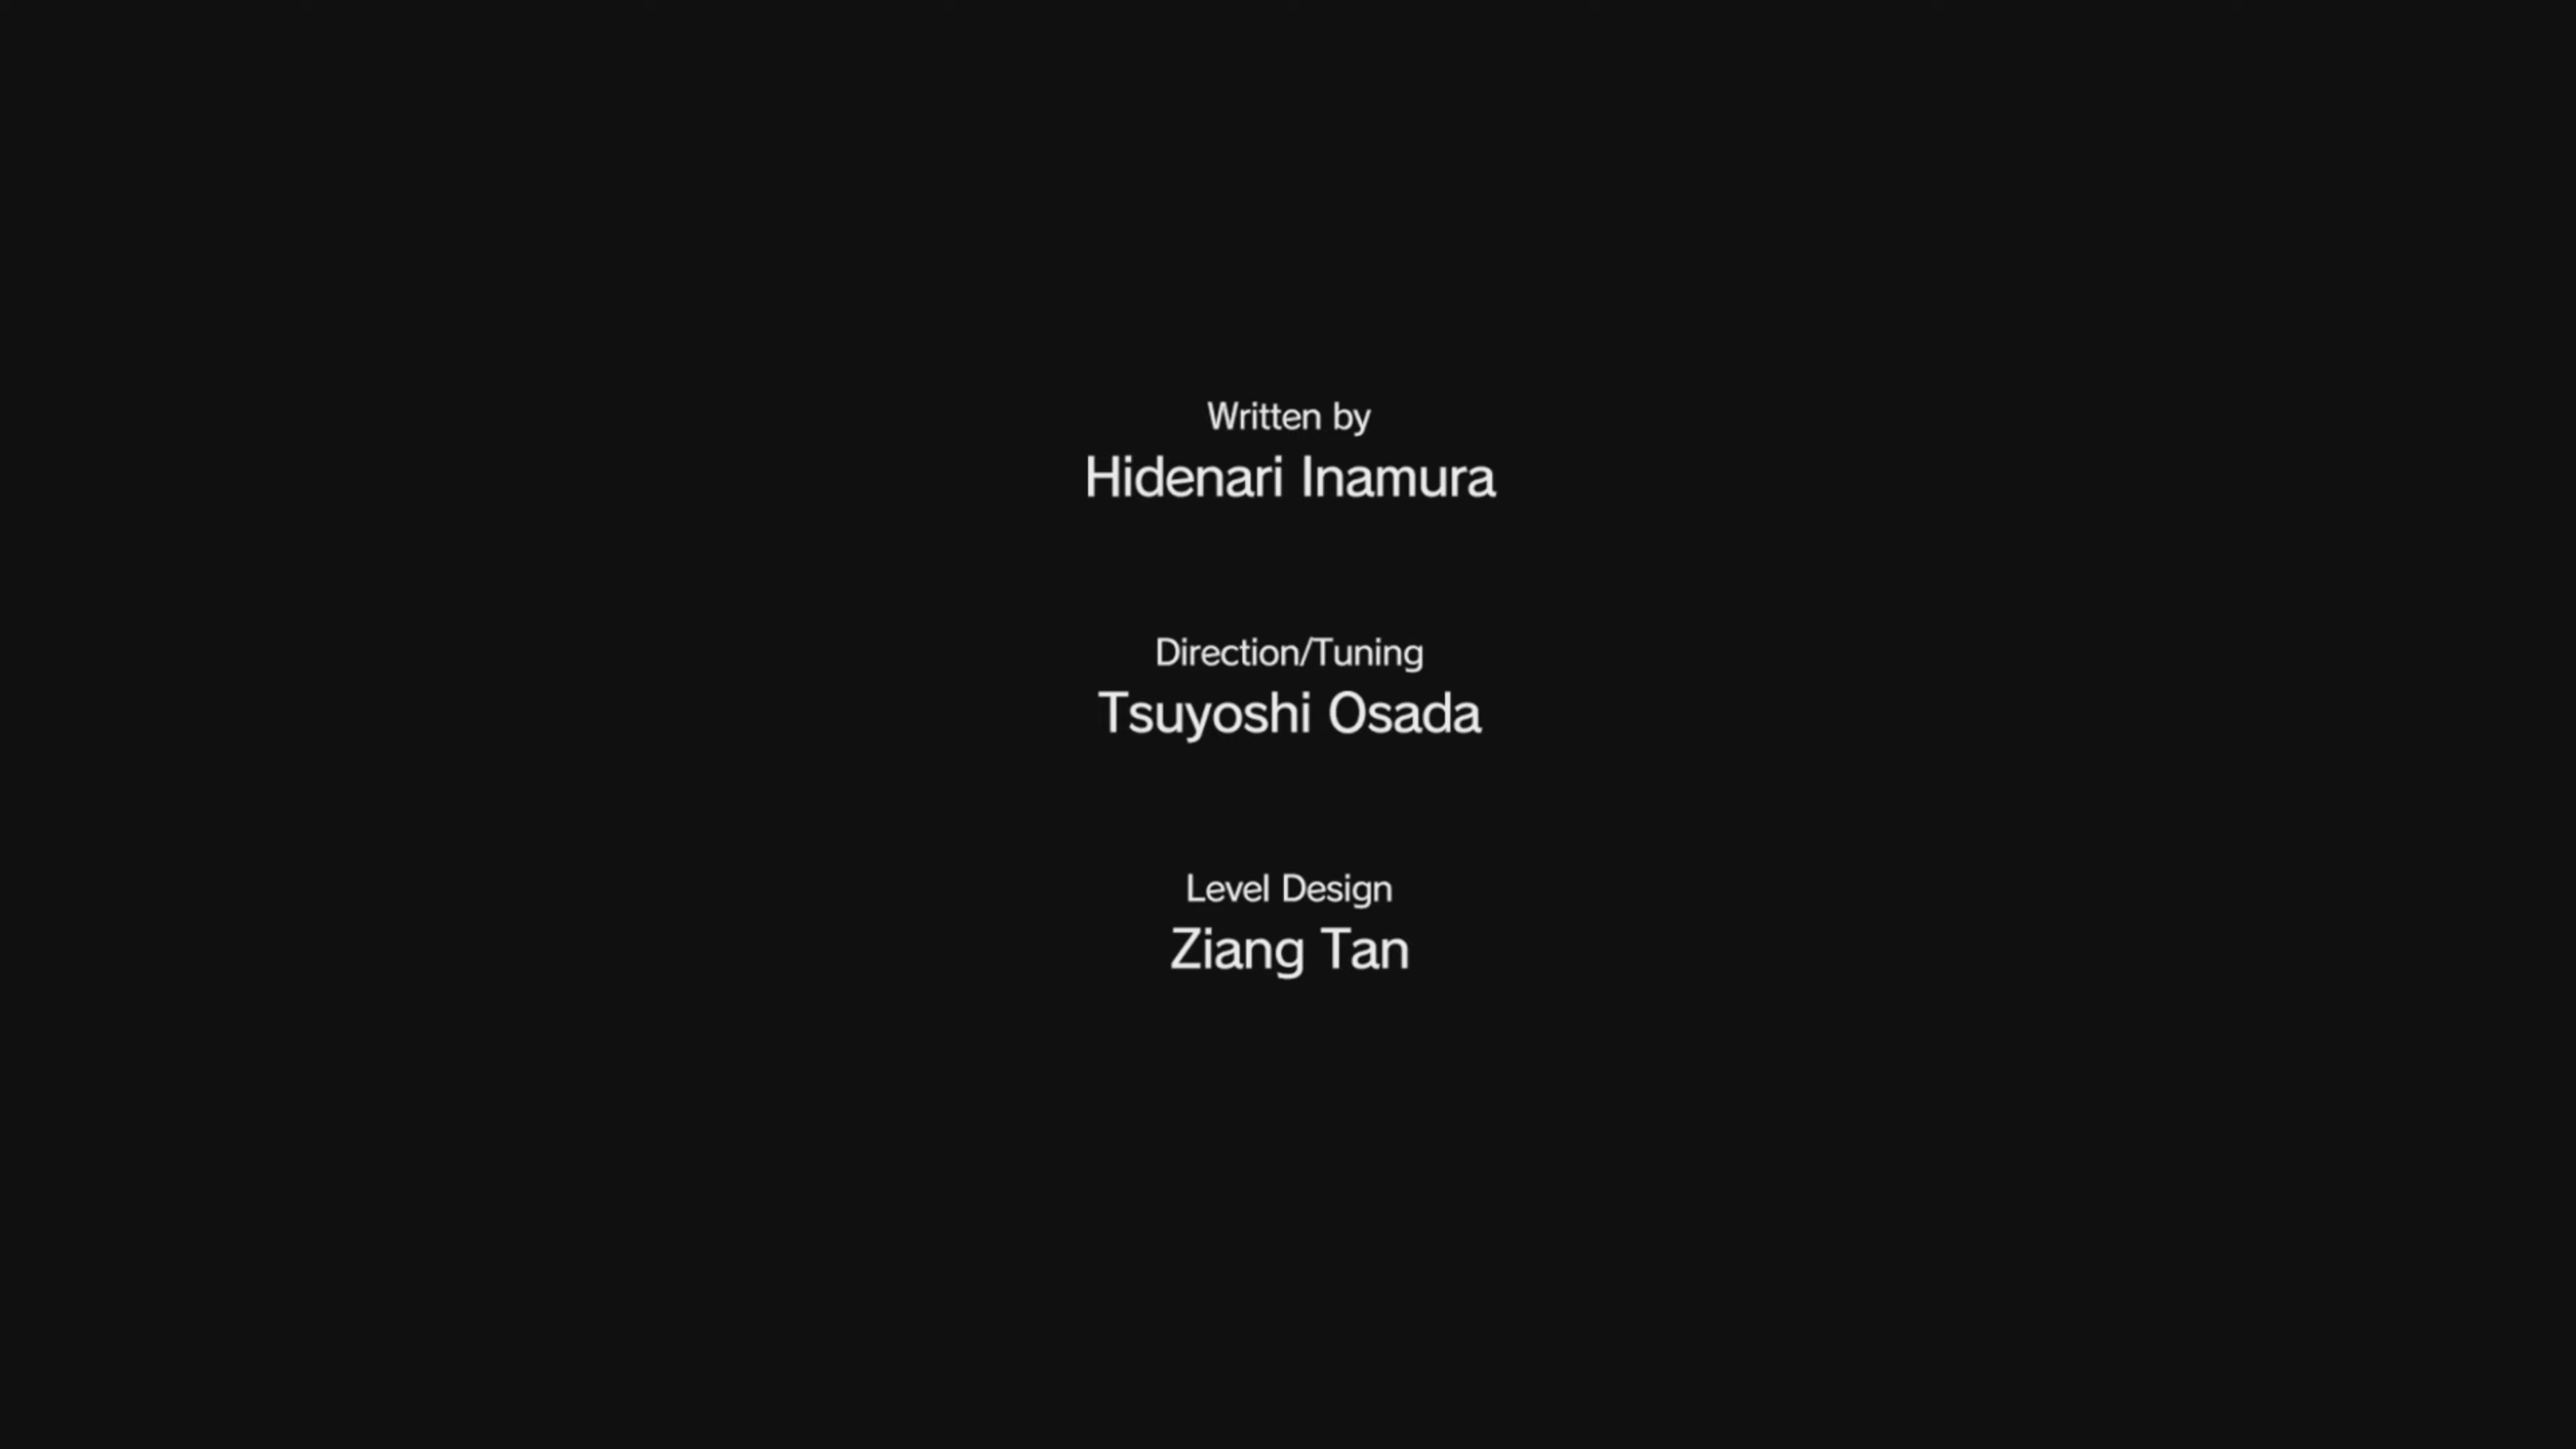 Written by
Hidenari Inamura
Direction/Tuning
Tsuyoshi Osada
Level Design
Ziang Tan